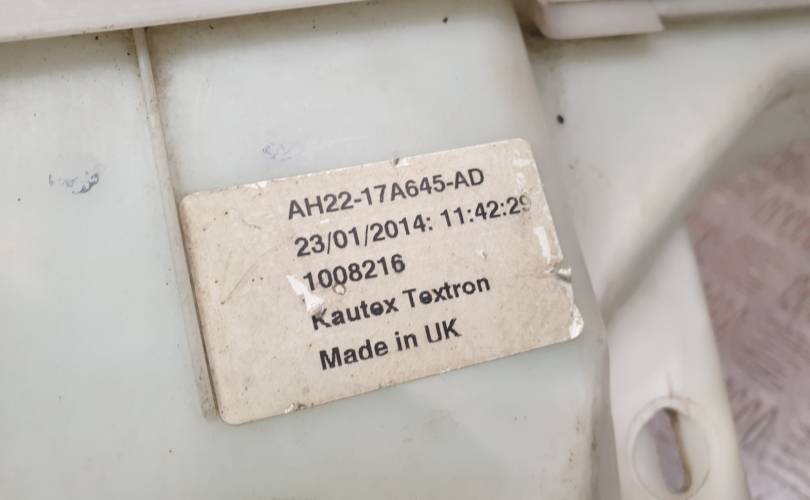 AH22-17A645-AD
23/01/2014: 11:42:29
1008216
Kautex Textron
Made in UK